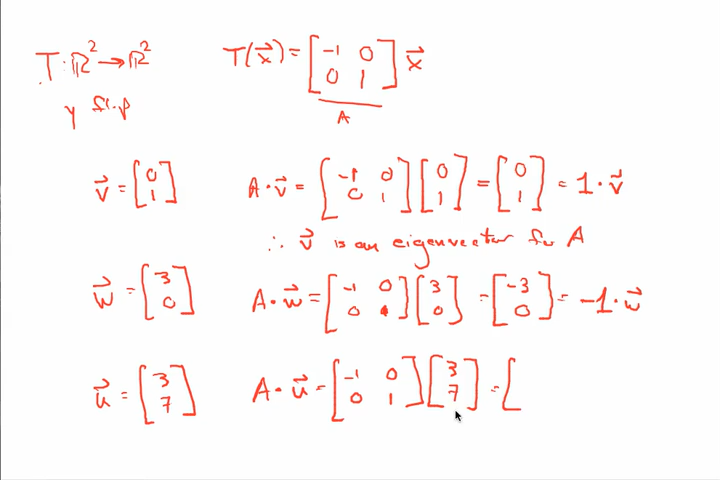 T: ℝ² → ℝ² T(x⃗) = [-1 0; 0 1] x⃗
y flip A
v⃗ = [0; 1] A·v⃗ = [-1 0; 0 1][0; 1] = [0; 1] = 1·v⃗
∴ v⃗ is an eigenvector for A
w⃗ = [3; 0] A·w⃗ = [-1 0; 0 1][3; 0] = [-3; 0] = -1·w⃗
u⃗ = [3; 7] A·u⃗ = [-1 0; 0 1][3; 7] = [